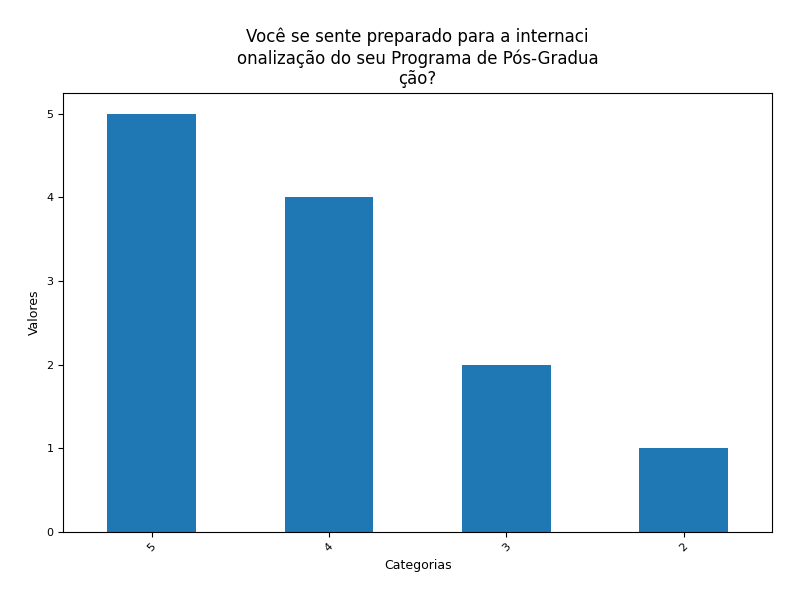 Você se sente preparado para a internaci
onalização do seu Programa de Pós-Gradua
ção?
5
4
3
2
1
0
Valores
5
4
3
2
Categorias